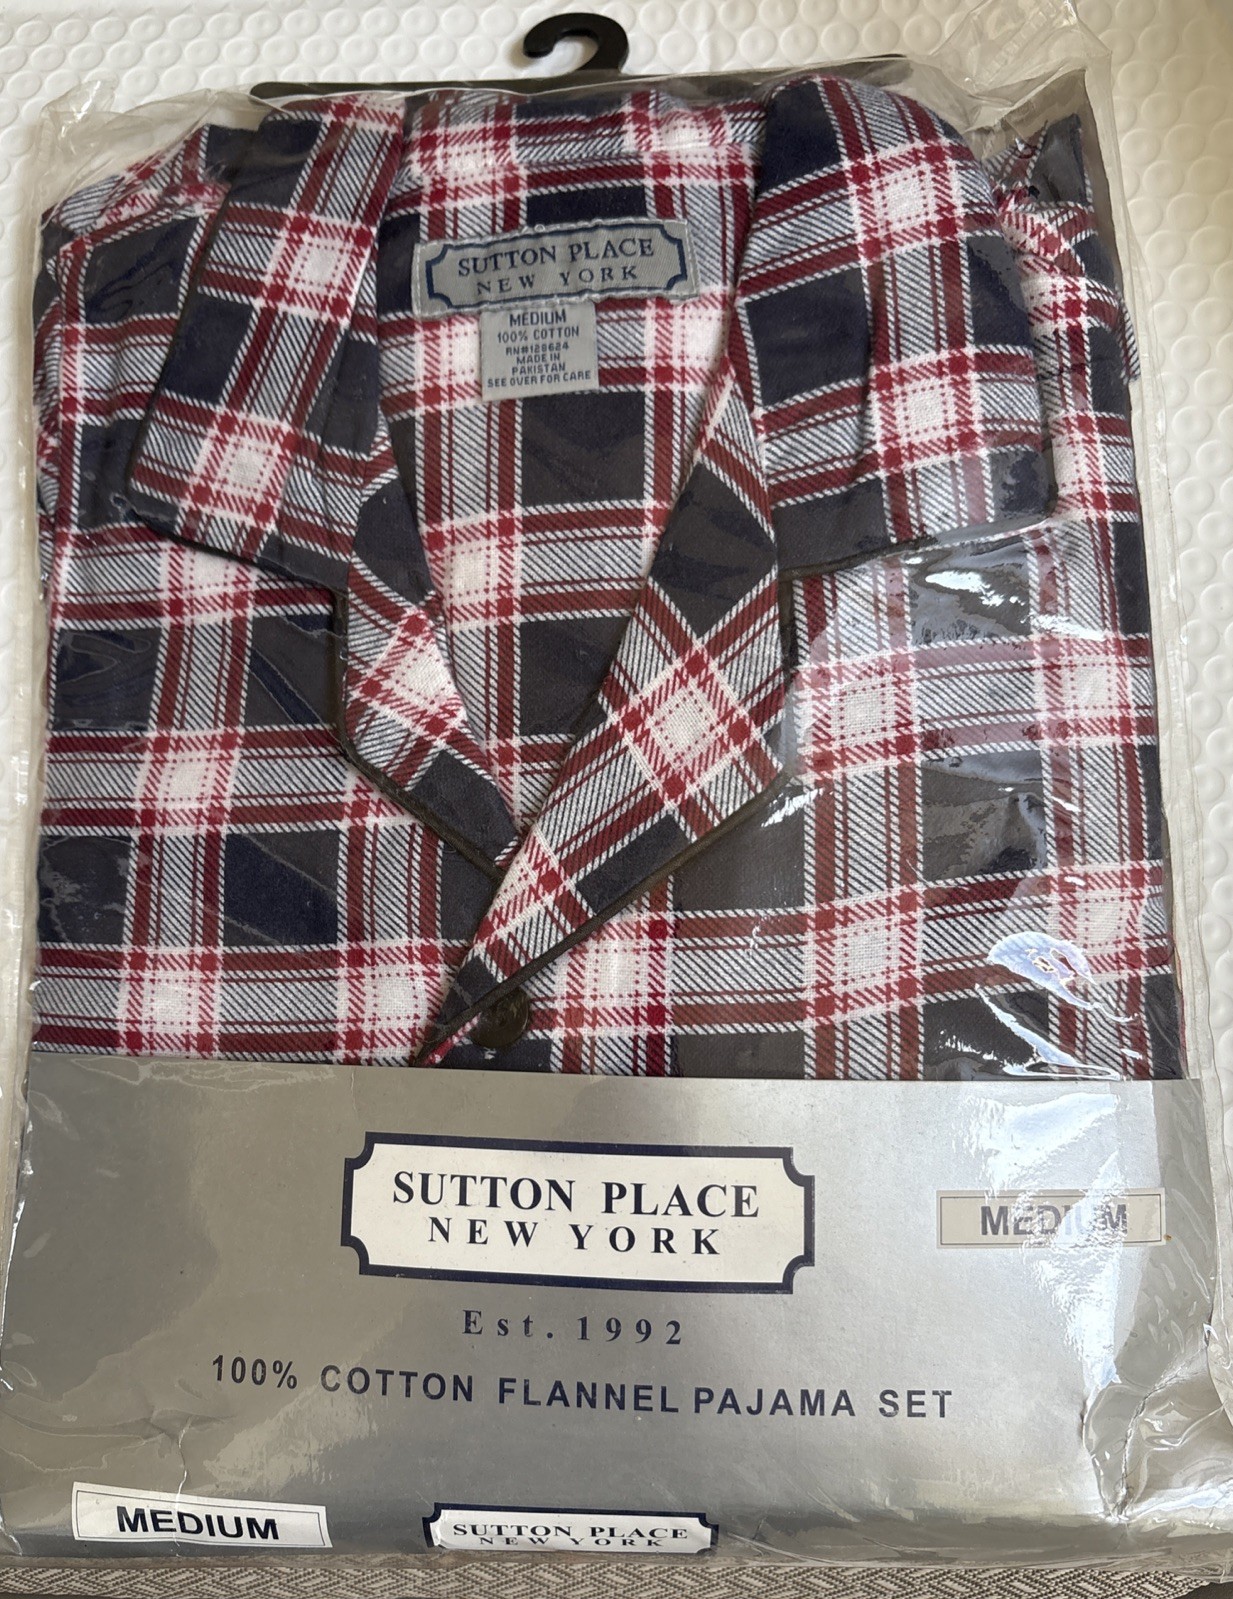 SUTTON PLACE
NEW YORK
MEDIUM
100% COTTON
RN#120624
MADE IN
PAKISTAN
SEE OVER FOR CARE
SUTTON PLACE
NEW YORK
MEDIUM
Est. 1992
100% COTTON FLANNEL PAJAMA SET
MEDIUM
SUTTON PLACE
NEW YORK